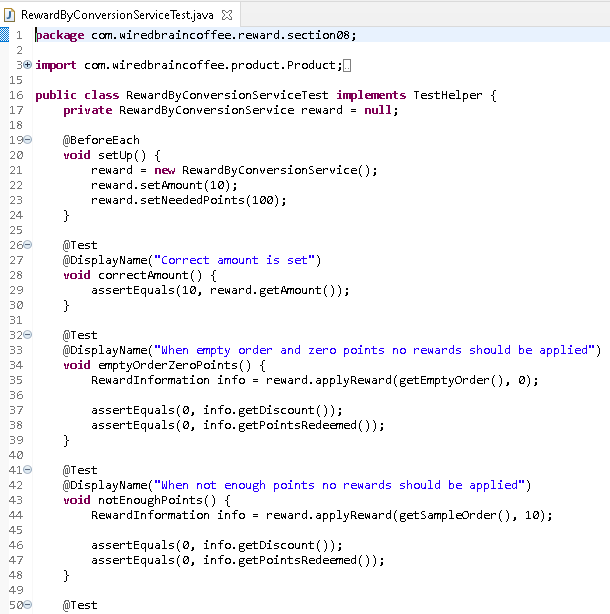 RewardByConversionServiceTest.java
1 package com.wiredbraincoffee.reward.section08;
2
3 import com.wiredbraincoffee.product.Product;
15
16 public class RewardByConversionServiceTest implements TestHelper {
17     private RewardByConversionService reward = null;
18
19     @BeforeEach
20     void setUp() {
21         reward = new RewardByConversionService();
22         reward.setAmount(10);
23         reward.setNeededPoints(100);
24     }
25
26     @Test
27     @DisplayName("Correct amount is set")
28     void correctAmount() {
29         assertEquals(10, reward.getAmount());
30     }
31
32     @Test
33     @DisplayName("When empty order and zero points no rewards should be applied")
34     void emptyOrderZeroPoints() {
35         RewardInformation info = reward.applyReward(getEmptyOrder(), 0);
36
37         assertEquals(0, info.getDiscount());
38         assertEquals(0, info.getPointsRedeemed());
39     }
40
41     @Test
42     @DisplayName("When not enough points no rewards should be applied")
43     void notEnoughPoints() {
44         RewardInformation info = reward.applyReward(getSampleOrder(), 10);
45
46         assertEquals(0, info.getDiscount());
47         assertEquals(0, info.getPointsRedeemed());
48     }
49
50     @Test